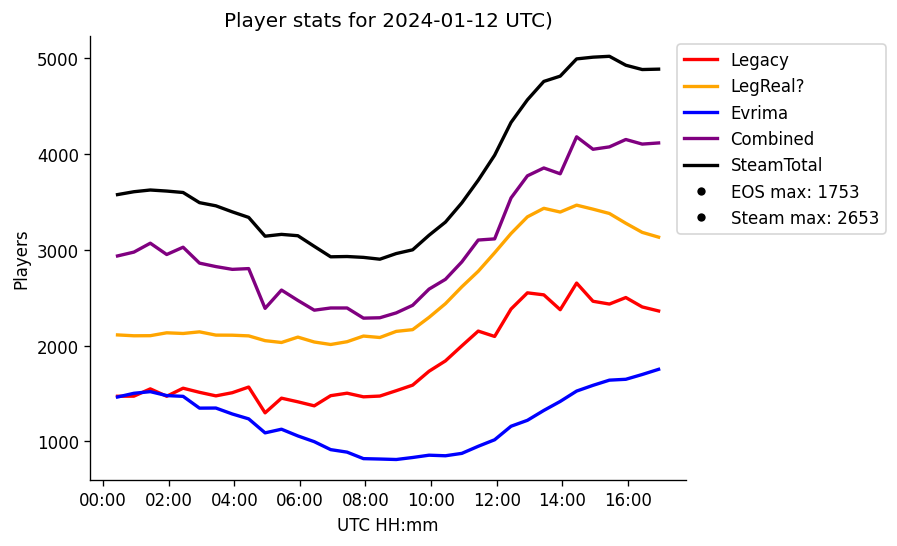 Player stats for 2024-01-12 UTC)
5000
4000
3000
2000
1000
Players
00:00 02:00 04:00 06:00 08:00 10:00 12:00 14:00 16:00
UTC HH:mm
Legacy
LegReal?
Evrima
Combined
SteamTotal
EOS max: 1753
Steam max: 2653